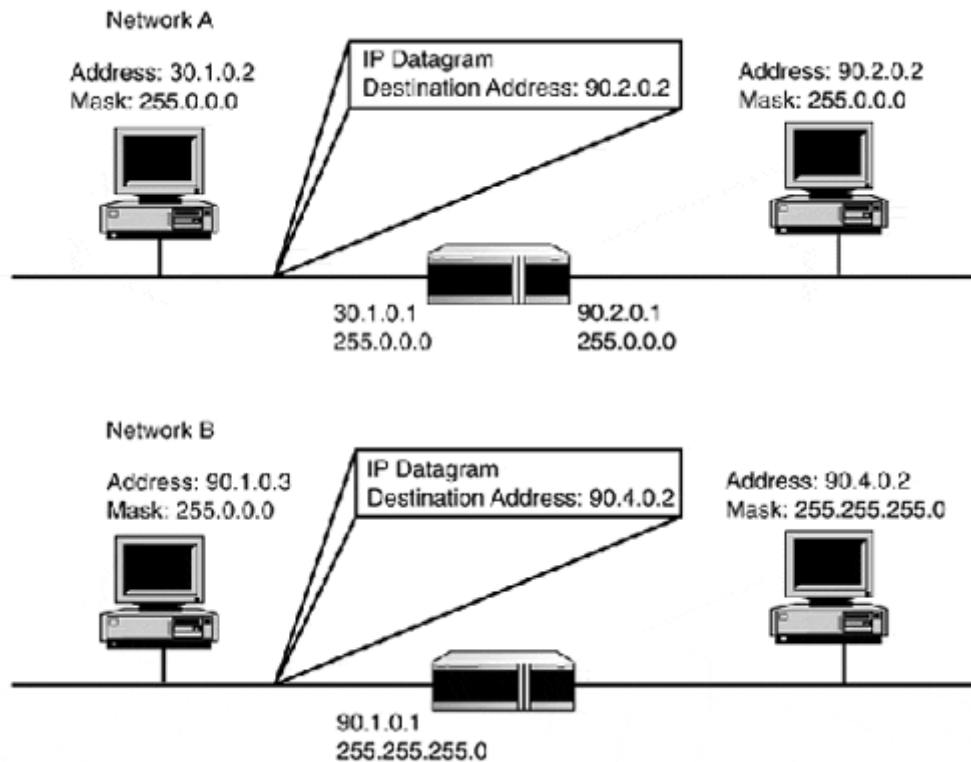 Network A
Address: 30.1.0.2
Mask: 255.0.0.0
IP Datagram
Destination Address: 90.2.0.2
Address: 90.2.0.2
Mask: 255.0.0.0
30.1.0.1
255.0.0.0
90.2.0.1
255.0.0.0
Network B
Address: 90.1.0.3
Mask: 255.0.0.0
IP Datagram
Destination Address: 90.4.0.2
Address: 90.4.0.2
Mask: 255.255.255.0
90.1.0.1
255.255.255.0